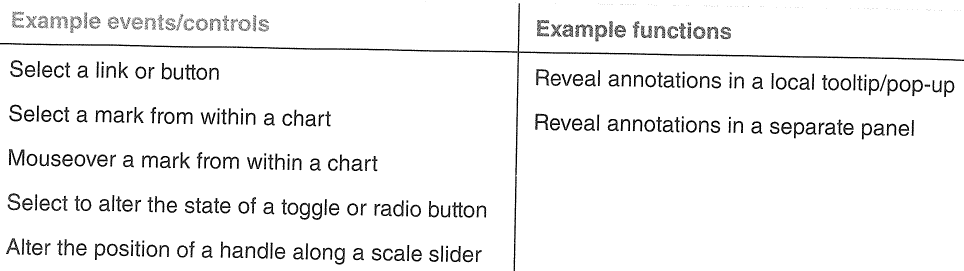 Example events/controls
Example functions
Select a link or button
Reveal annotations in a local tooltip/pop-up
Select a mark from within a chart
Reveal annotations in a separate panel
Mouseover a mark from within a chart
Select to alter the state of a toggle or radio button
Alter the position of a handle along a scale slider